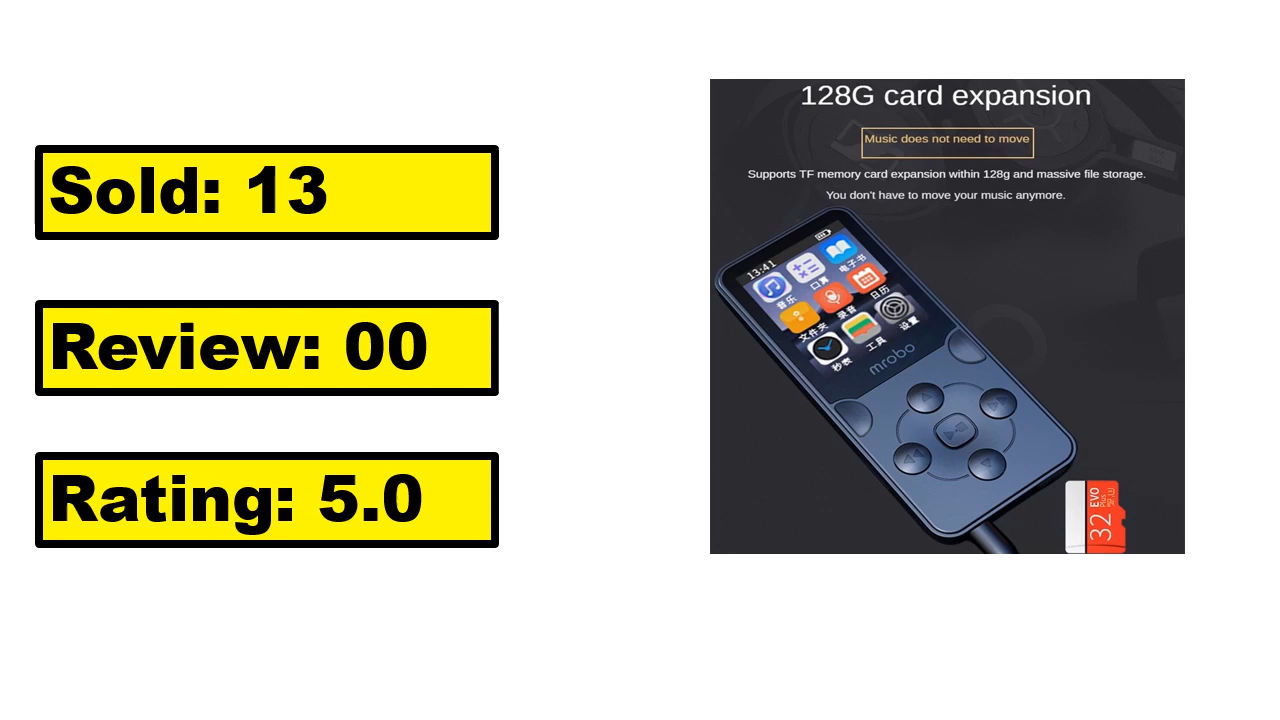 Sold: 13
Review: 00
Rating: 5.0
128G card expansion
Music does not need to move
Supports TF memory card expansion within 128g and massive file storage.
You don't have to move your music anymore.
13:41
音乐 口算 电子书
文件夹 录音 日历
秒表 工具 设置
mrobo
32 EVO Plus